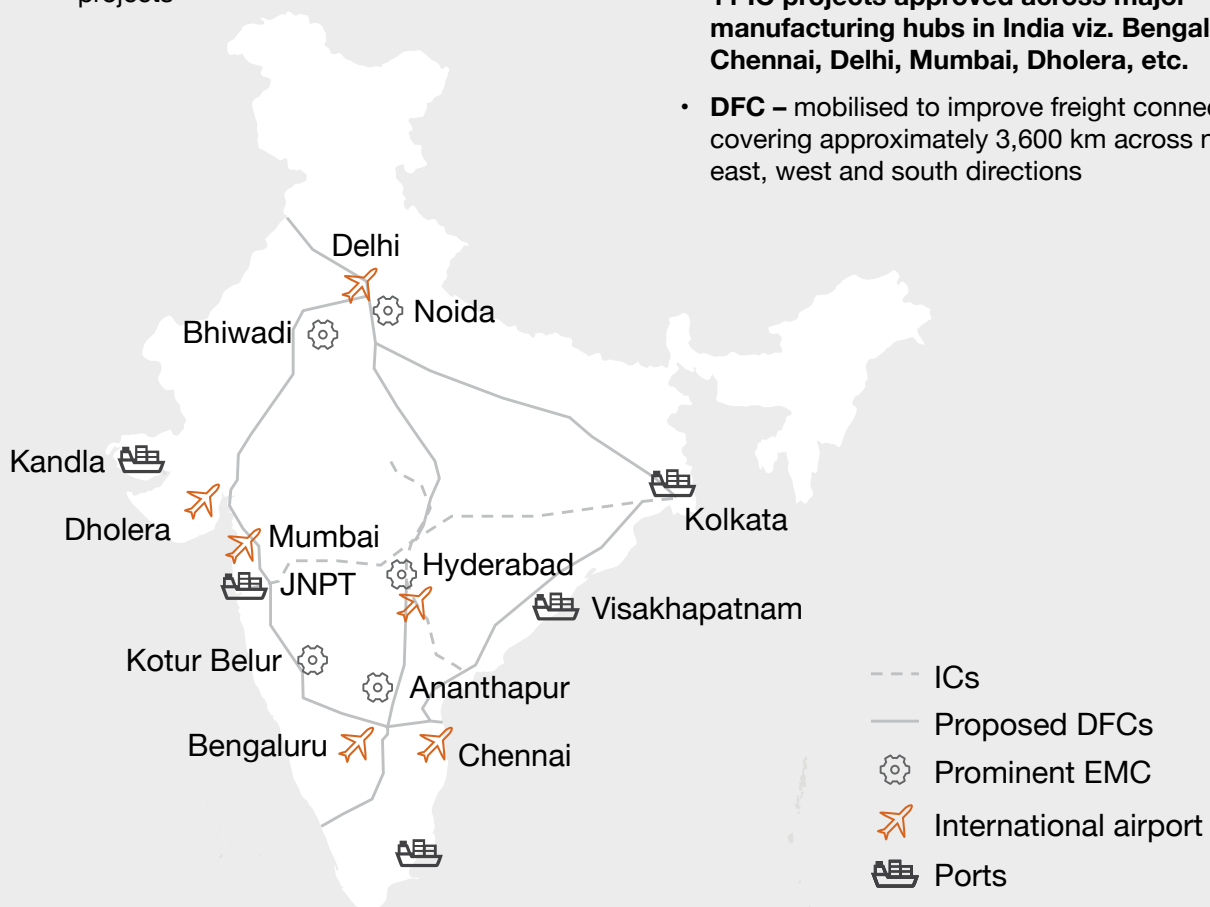 projects
manufacturing hubs in India viz.
Chennai, Delhi, Mumbai, Dholera, etc.
• DFC – mobilised to improve freight
covering approximately 3,600 km across
east, west and south directions
Delhi
Noida
Bhiwadi
Kandla
Dholera
Mumbai
Kolkata
Hyderabad
JNPT
Visakhapatnam
Kotur Belur
Ananthapur
Bengaluru
Chennai
ICs
Proposed DFCs
Prominent EMC
International airport
Ports